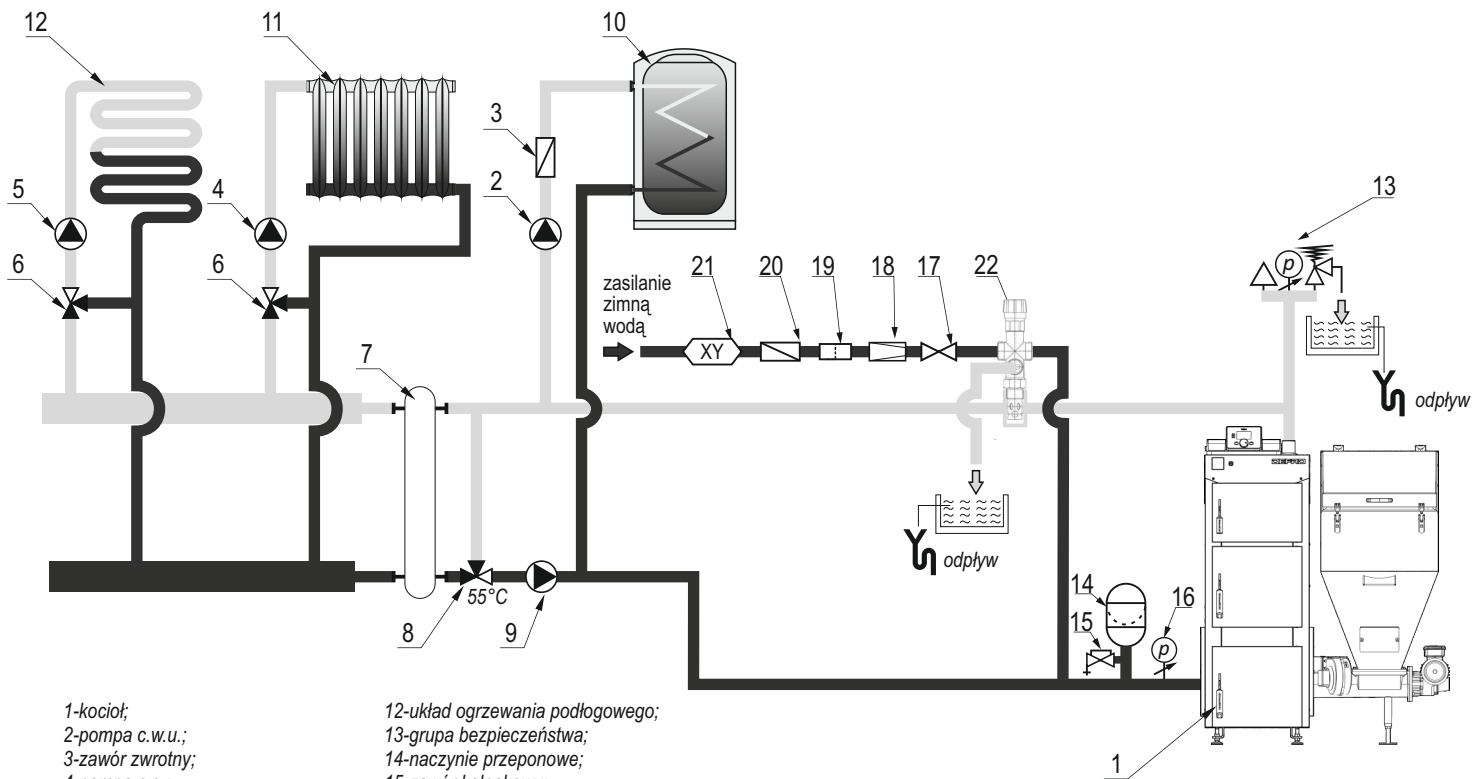 12
11
10
3
5
4
2
13
p
6
6
zasilanie
zimną
wodą
21
20
19
18
17
22
XY
7
odpływ
DEFRO
odpływ
55°C
8
9
14
15
16
p
1
1-kocioł;
2-pompa c.w.u.;
3-zawór zwrotny;
12-układ ogrzewania podłogowego;
13-grupa bezpieczeństwa;
14-naczynie przeponowe;